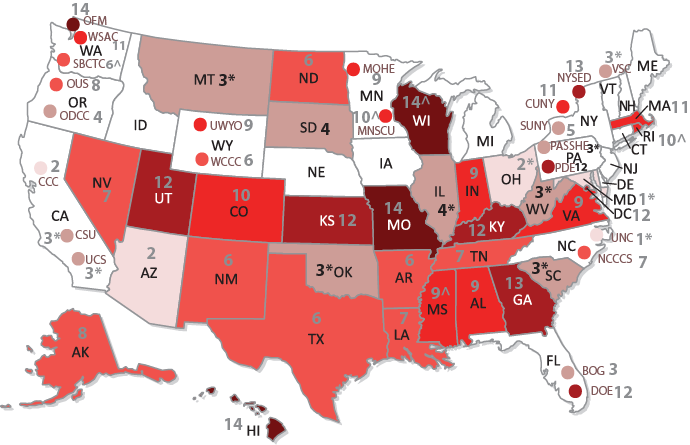 14
OFM
WSAC
WA 11
SBCTC 6^
OUS 8
OR
ODCC 4
ID
MT 3*
6
ND
SD 4
NE
UWYO 9
WY
WCCC 6
MOHE
9
MN
10^
MNSCU
14^
WI
IA
MI
2
CCC
CA
3* CSU
UCS
3*
NV
7
12
UT
10
CO
KS 12
14
MO
IL
4*
9
IN
2*
OH
12 KY
3*
WV
VA 9
2
AZ
6
NM
3* OK
6
AR
7 TN
6
TX
7
LA
9^
MS
9
AL
13
GA
3*
SC
NC
UNC 1*
NCCCS 7
FL
BOG 3
DOE 12
8
AK
14 HI
ME
3*
VSC
VT
NH
MA 11
RI
10^
CT
NJ
DE
MD 1*
DC 12
13
NYSED
11
CUNY
NY
SUNY 5
PASSHE
3*
PA
PDE 12